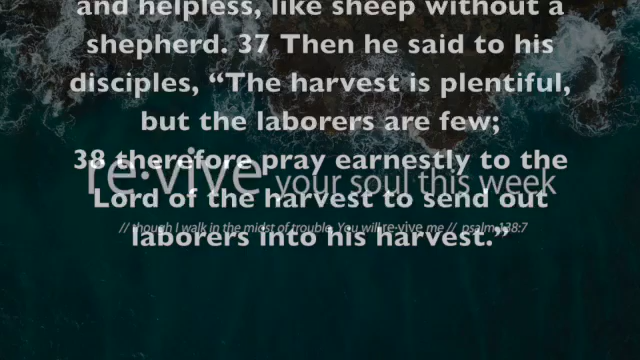 and helpless, like sheep without a
shepherd. 37 Then he said to his
disciples, “The harvest is plentiful,
but the laborers are few;
38 therefore pray earnestly to the
re·vive your soul this week
Lord of the harvest to send out
// though I walk in the midst of trouble, You will re·vive me // psalm 138:7
laborers into his harvest.”